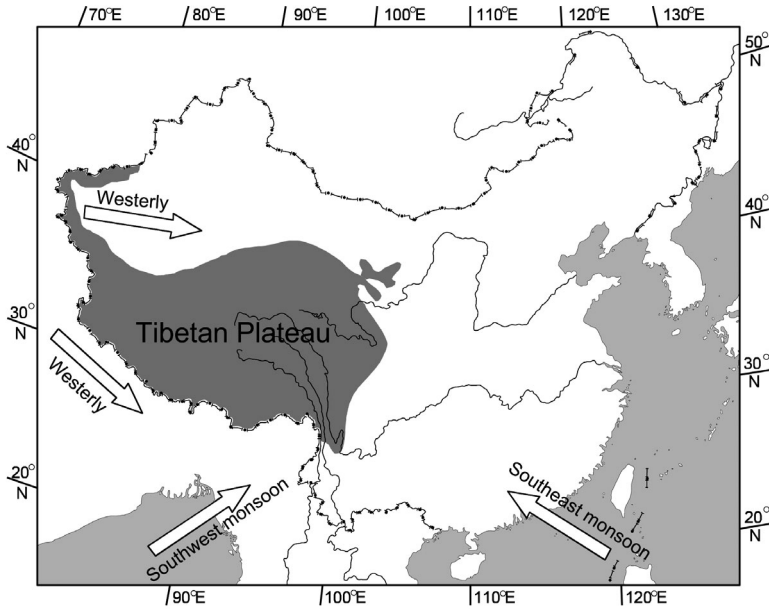 70°E 80°E 90°E 100°E 110°E 120°E 130°E
50°
N
40°
N
Westerly
40°
N
30°
N
Tibetan Plateau
Westerly
30°
N
20°
N
Southwest monsoon
Southeast monsoon
20°
N
90°E 100°E 110°E 120°E